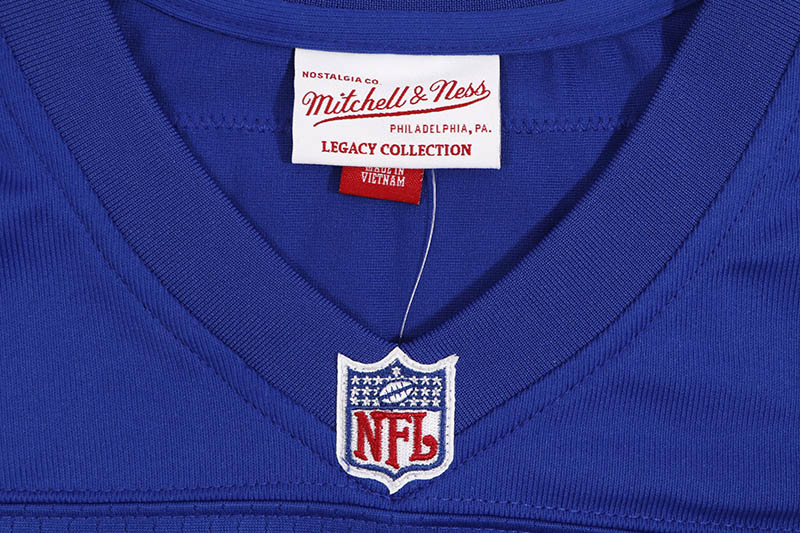 NOSTALGIA CO.
Mitchell & Ness
PHILADELPHIA, PA.
LEGACY COLLECTION
MADE IN
VIETNAM
NFL